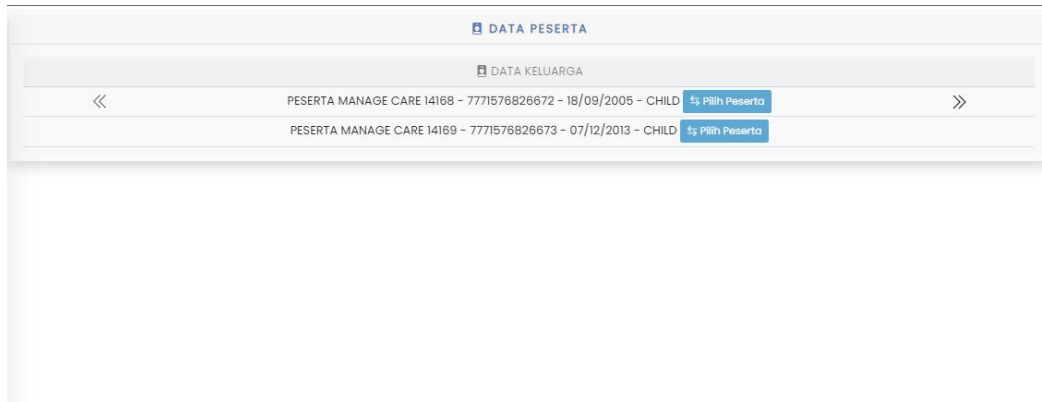 DATA PESERTA
DATA KELUARGA
PESERTA MANAGE CARE 14168 - 7771576826672 - 18/09/2005 - CHILD Pilih Peserta
PESERTA MANAGE CARE 14169 - 7771576826673 - 07/12/2013 - CHILD Pilih Peserta